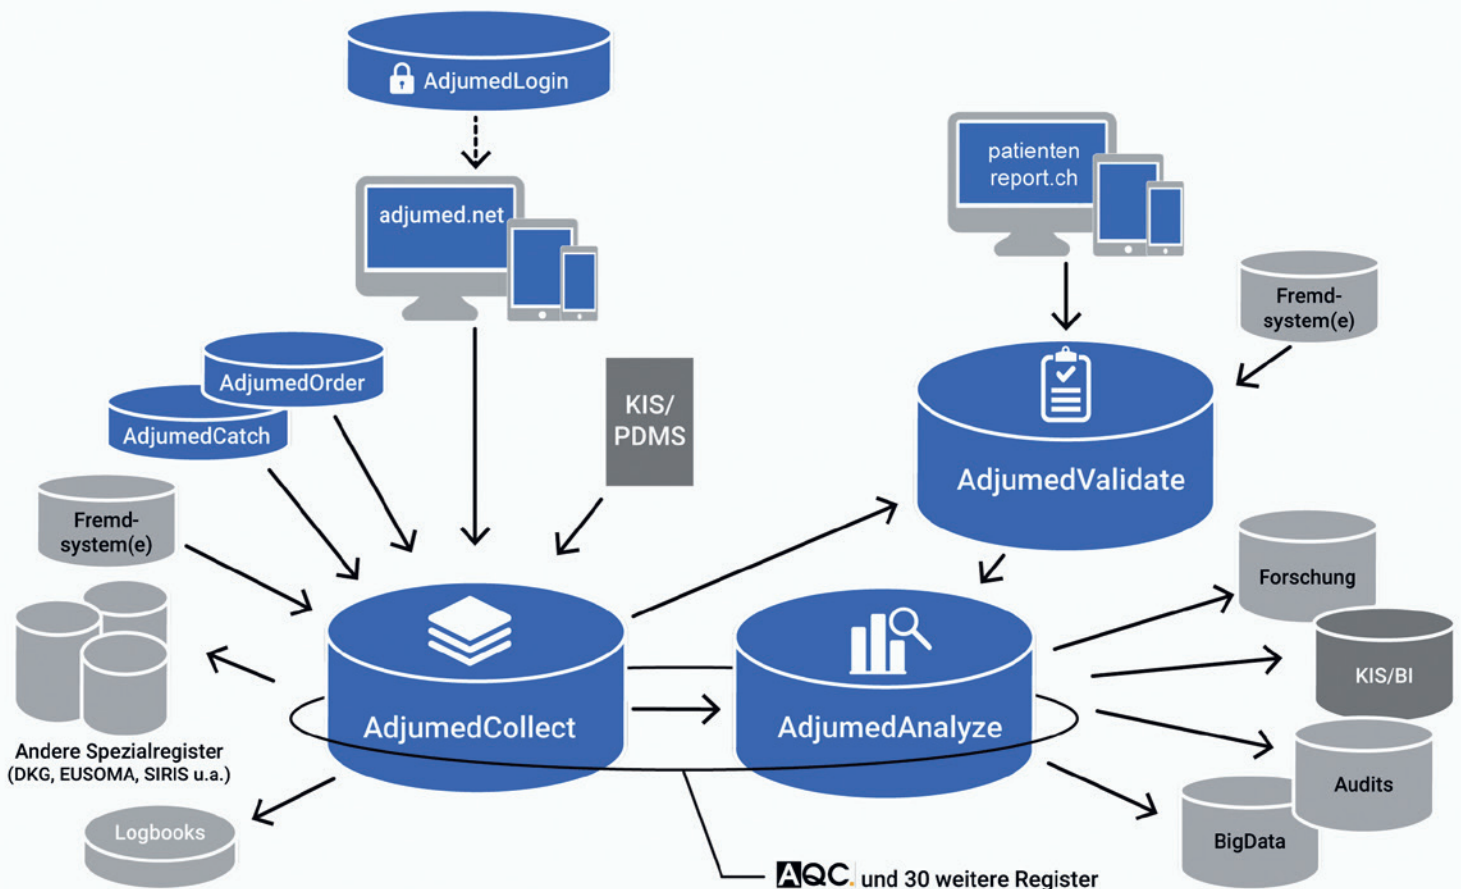 AdjumedLogin
adjumed.net
patienten
report.ch
Fremd-
system(e)
AdjumedOrder
AdjumedCatch
KIS/
PDMS
AdjumedValidate
Fremd-
system(e)
Forschung
KIS/BI
AdjumedCollect
AdjumedAnalyze
Andere Spezialregister
(DKG, EUSOMA, SIRIS u.a.)
Audits
Logbooks
BigData
AQC. und 30 weitere Register